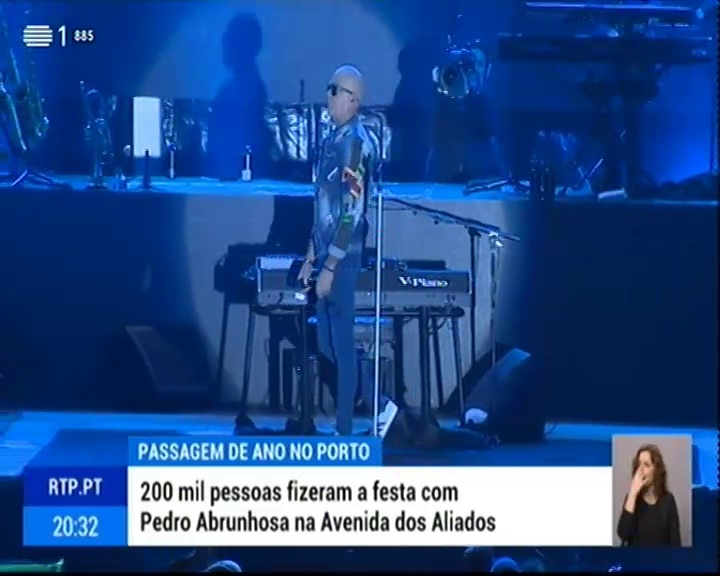 1 885
V-Piano
PASSAGEM DE ANO NO PORTO
RTP.PT
200 mil pessoas fizeram a festa com
20:32
Pedro Abrunhosa na Avenida dos Aliados